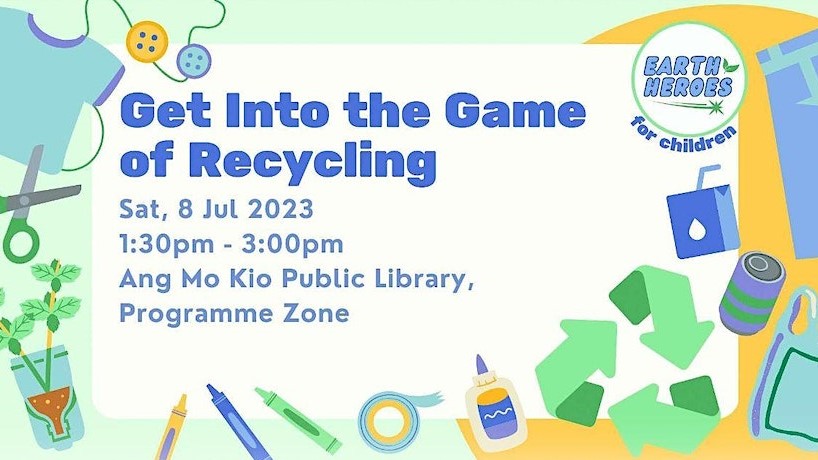 Get Into the Game
of Recycling
Sat, 8 Jul 2023
1:30pm - 3:00pm
Ang Mo Kio Public Library,
Programme Zone
EARTH
HEROES
for children